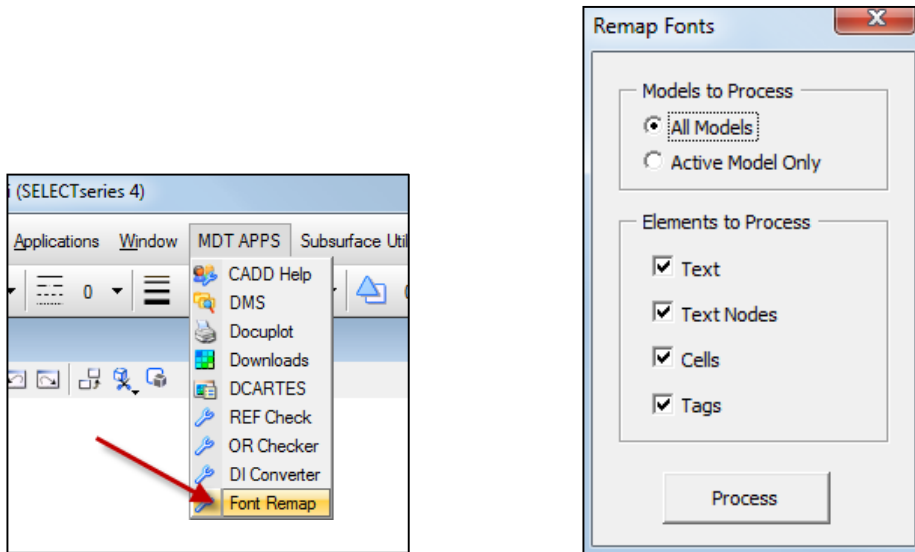 i (SELECTseries 4)
Applications Window MDT APPS Subsurface Util
0
CADD Help
DMS
Docuplot
Downloads
DCARTES
REF Check
OR Checker
DI Converter
Font Remap
Remap Fonts
Models to Process
All Models
Active Model Only
Elements to Process
Text
Text Nodes
Cells
Tags
Process